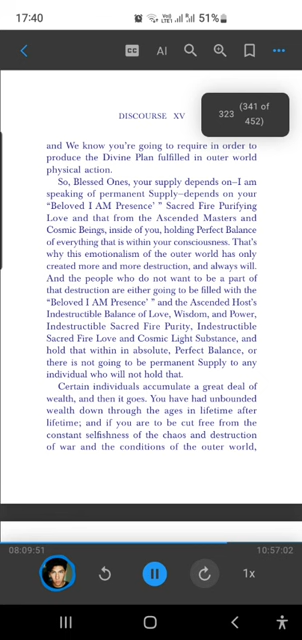 17:40
51%
CC
AI
323 (341 of 452)
DISCOURSE XV
and We know you're going to require in order to
produce the Divine Plan fulfilled in outer world
physical action.
So, Blessed Ones, your supply depends on–I am
speaking of permanent Supply–depends on your
“Beloved I AM Presence’ ” Sacred Fire Purifying
Love and that from the Ascended Masters and
Cosmic Beings, inside of you, holding Perfect Balance
of everything that is within your consciousness. That's
why this emotionalism of the outer world has only
created more and more destruction, and always will.
And the people who do not want to be a part of
that destruction are either going to be filled with the
“Beloved I AM Presence’ ” and the Ascended Host's
Indestructible Balance of Love, Wisdom, and Power,
Indestructible Sacred Fire Purity, Indestructible
Sacred Fire Love and Cosmic Light Substance, and
hold that within in absolute, Perfect Balance, or
there is not going to be permanent Supply to any
individual who will not hold that.
Certain individuals accumulate a great deal of
wealth, and then it goes. You have had unbounded
wealth down through the ages in lifetime after
lifetime; and if you are to be cut free from the
constant selfishness of the chaos and destruction
of war and the conditions of the outer world,
08:09:51
10:57:02
1x